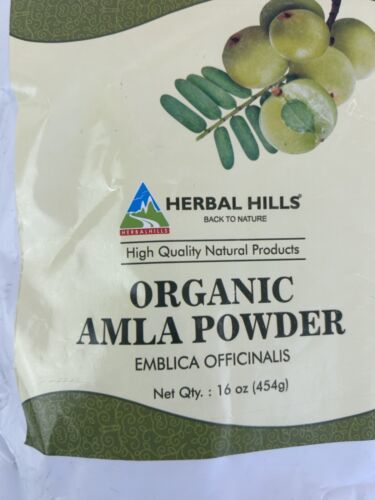 HERBAL HILLS®
BACK TO NATURE
HERBALHILLS
High Quality Natural Products
ORGANIC
AMLA POWDER
EMBLICA OFFICINALIS
Net Qty. : 16 oz (454g)